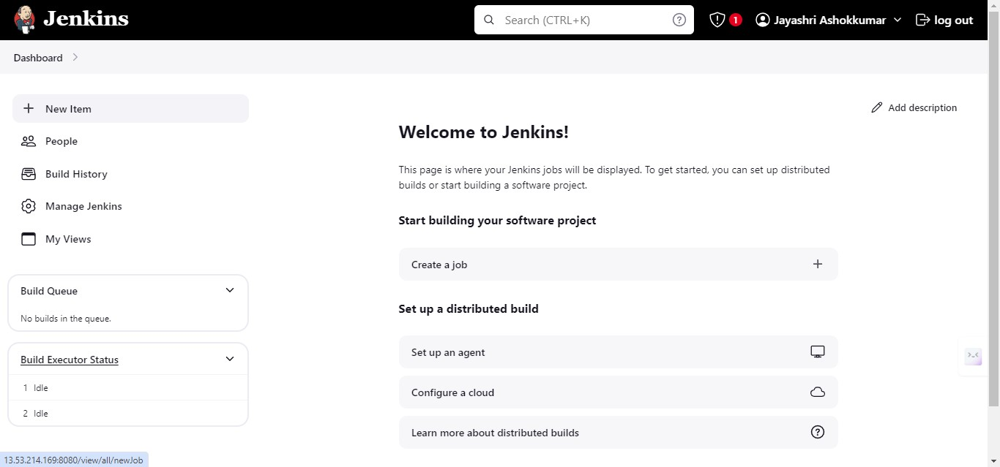 Jenkins
Search (CTRL+K)
1
Jayashri Ashokkumar
log out
Dashboard
New Item
People
Build History
Manage Jenkins
My Views
Build Queue
No builds in the queue.
Build Executor Status
1 Idle
2 Idle
Add description
Welcome to Jenkins!
This page is where your Jenkins jobs will be displayed. To get started, you can set up distributed
builds or start building a software project.
Start building your software project
Create a job
Set up a distributed build
Set up an agent
Configure a cloud
Learn more about distributed builds
13.53.214.169:8080/view/all/newJob